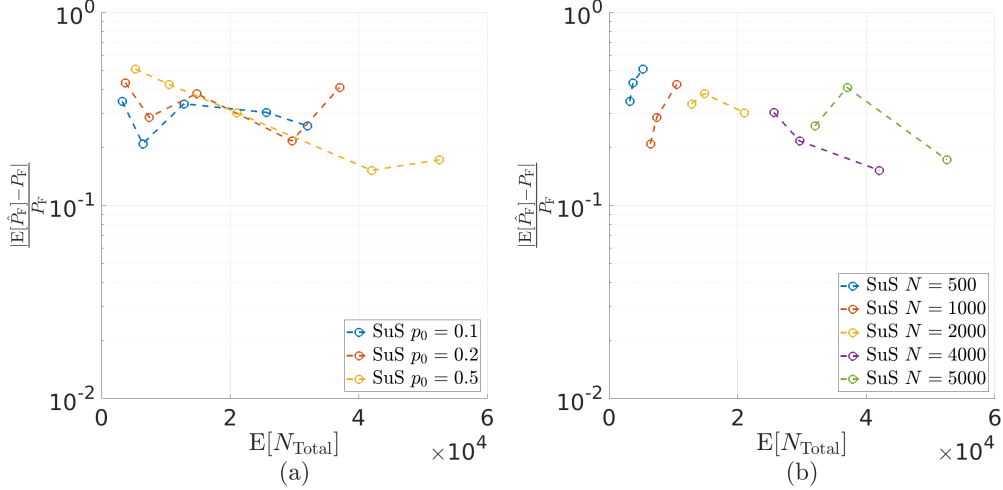 10^0
10^-1
10^-2
|E[P̂_F]−P_F|
P_F
0
2
4
6
×10^4
E[N_Total]
SuS p_0 = 0.1
SuS p_0 = 0.2
SuS p_0 = 0.5
(a)
10^0
10^-1
10^-2
|E[P̂_F]−P_F|
P_F
0
2
4
6
×10^4
E[N_Total]
SuS N = 500
SuS N = 1000
SuS N = 2000
SuS N = 4000
SuS N = 5000
(b)